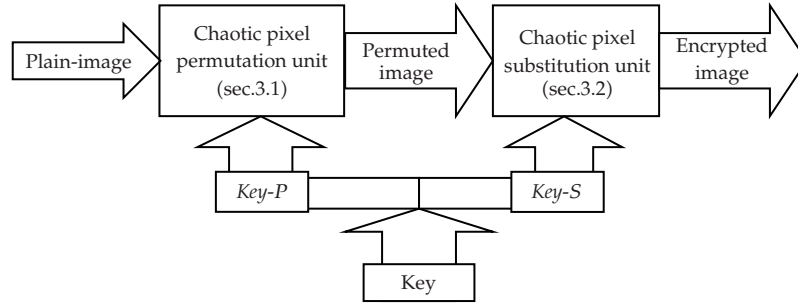 Plain-image
Chaotic pixel
permutation unit
(sec.3.1)
Permuted
image
Chaotic pixel
substitution unit
(sec.3.2)
Encrypted
image
Key-P
Key-S
Key